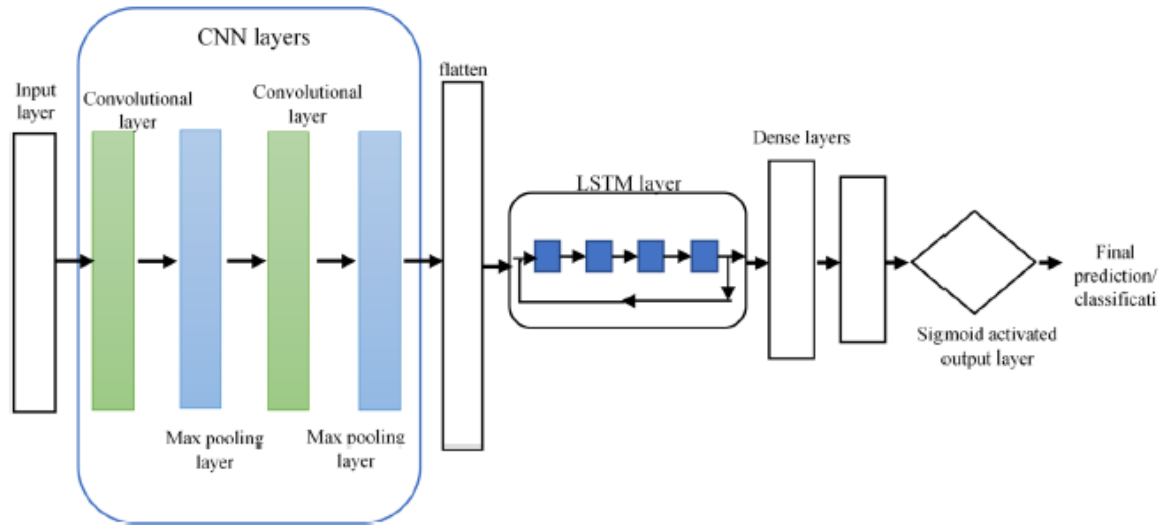 CNN layers
flatten
Input
layer
Convolutional
layer
Convolutional
layer
Max pooling
layer
Max pooling
layer
LSTM layer
Dense layers
Sigmoid activated
output layer
Final
prediction/
classificati